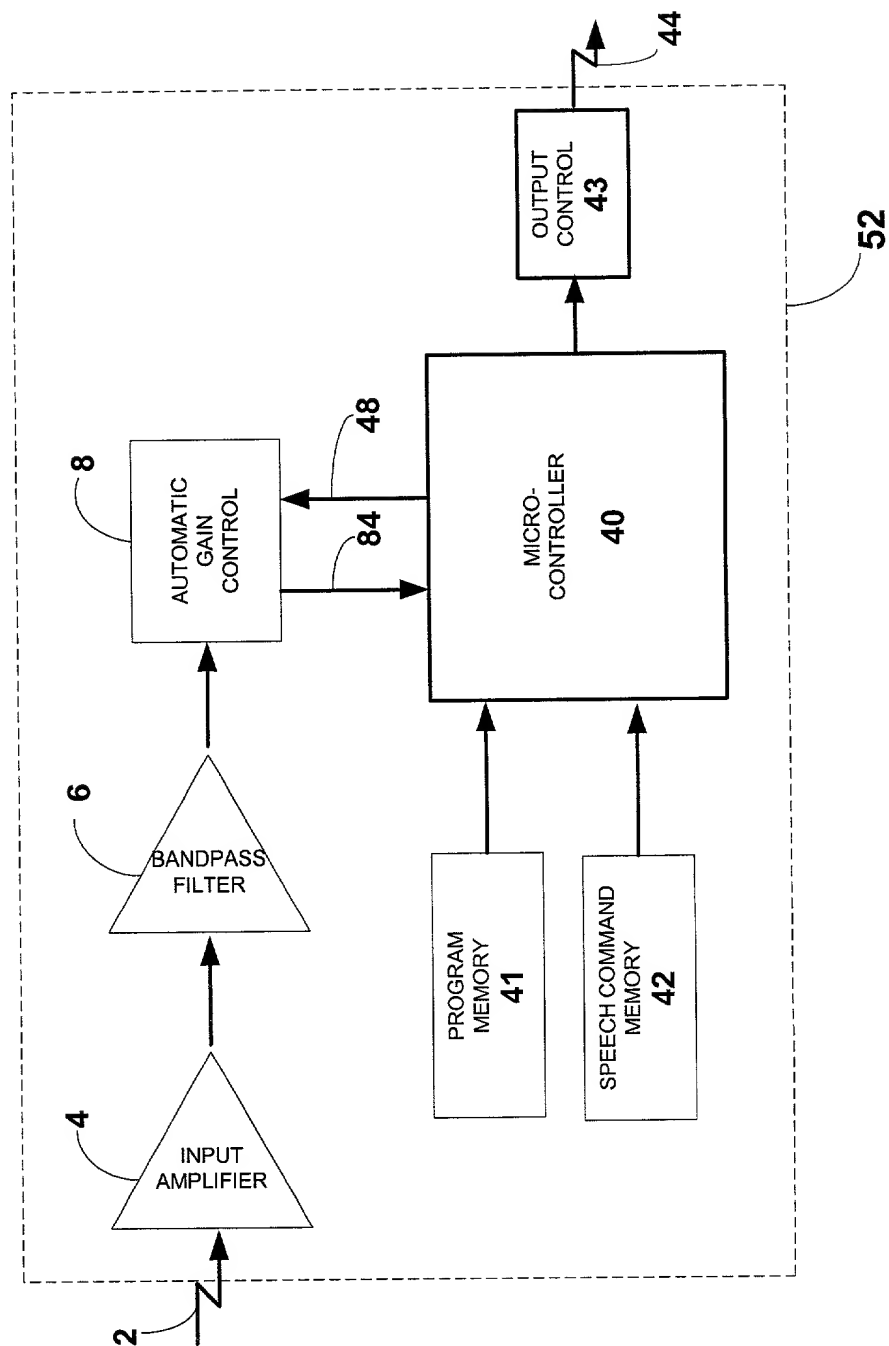 2
4
INPUT
AMPLIFIER
6
BANDPASS
FILTER
8
AUTOMATIC
GAIN
CONTROL
84
48
PROGRAM
MEMORY
41
SPEECH COMMAND
MEMORY
42
MICRO-
CONTROLLER
40
OUTPUT
CONTROL
43
44
52